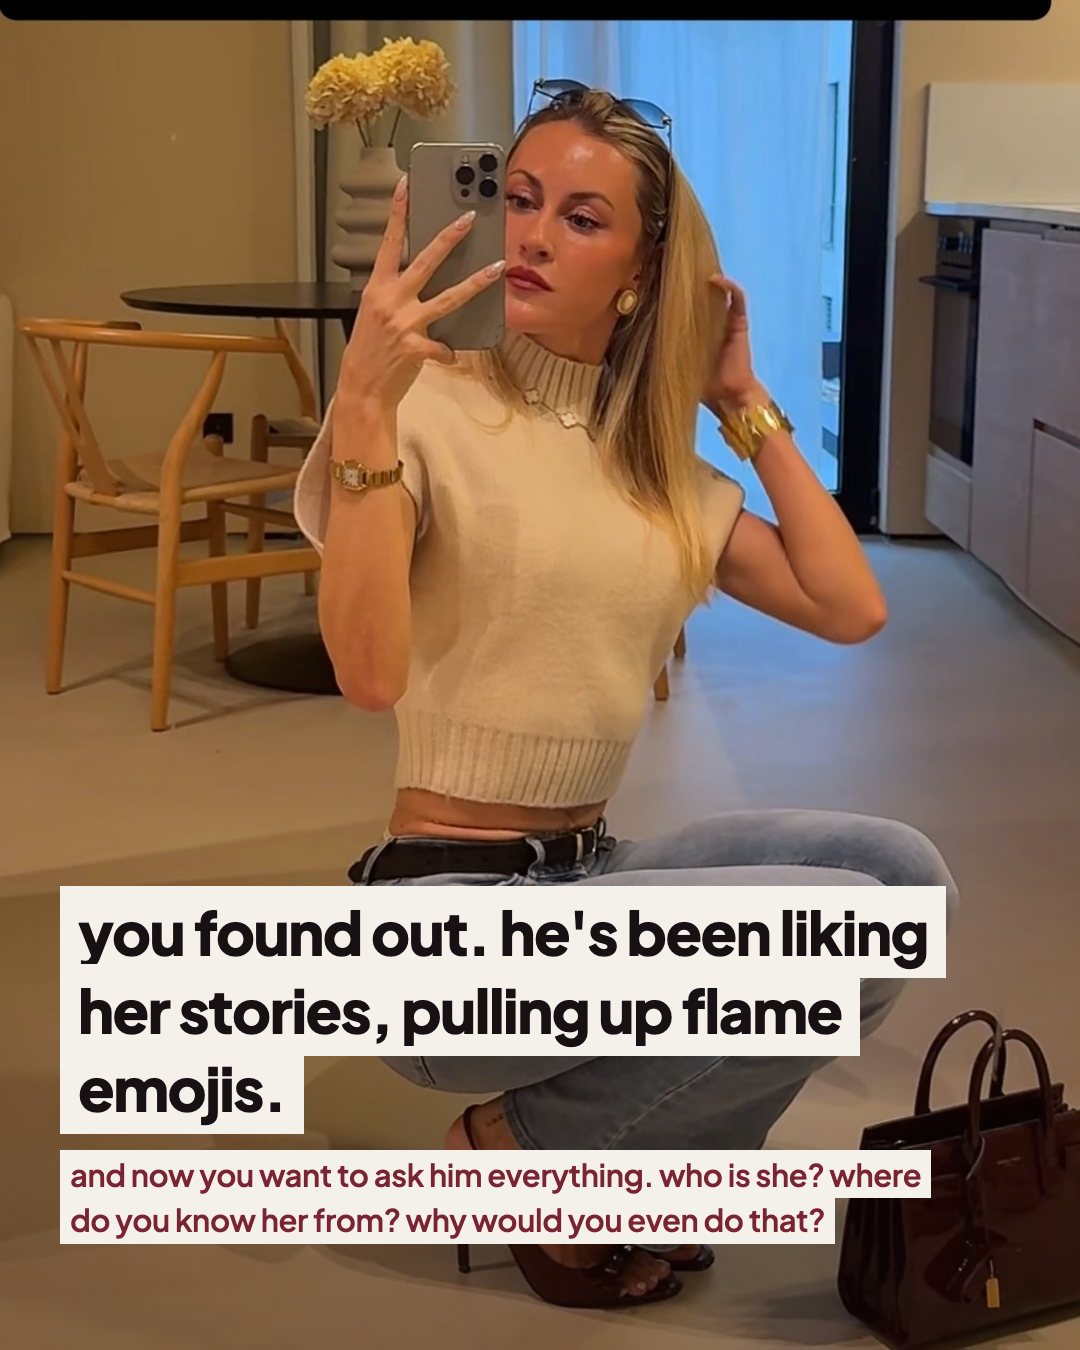 you found out. he's been liking
her stories, pulling up flame
emojis.
and now you want to ask him everything. who is she? where
do you know her from? why would you even do that?